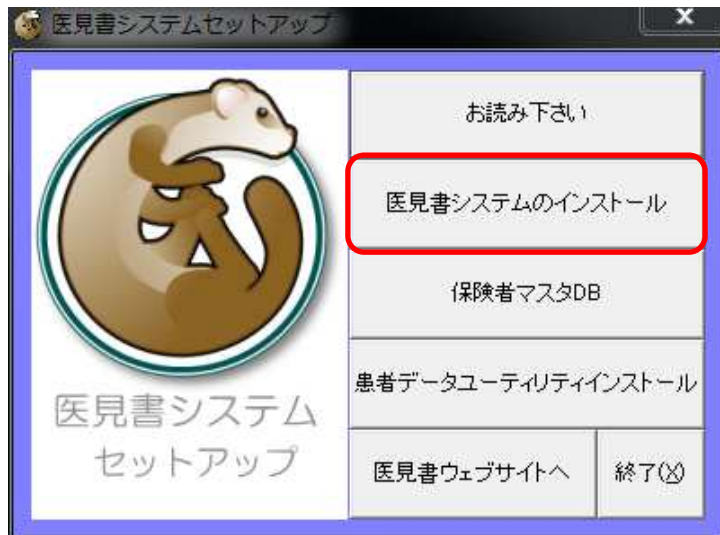 医見書システムセットアップ
お読み下さい
医見書システムのインストール
保険者マスタDB
患者データユーティリティインストール
医見書ウェブサイトへ
終了(X)
医見書システム
セットアップ